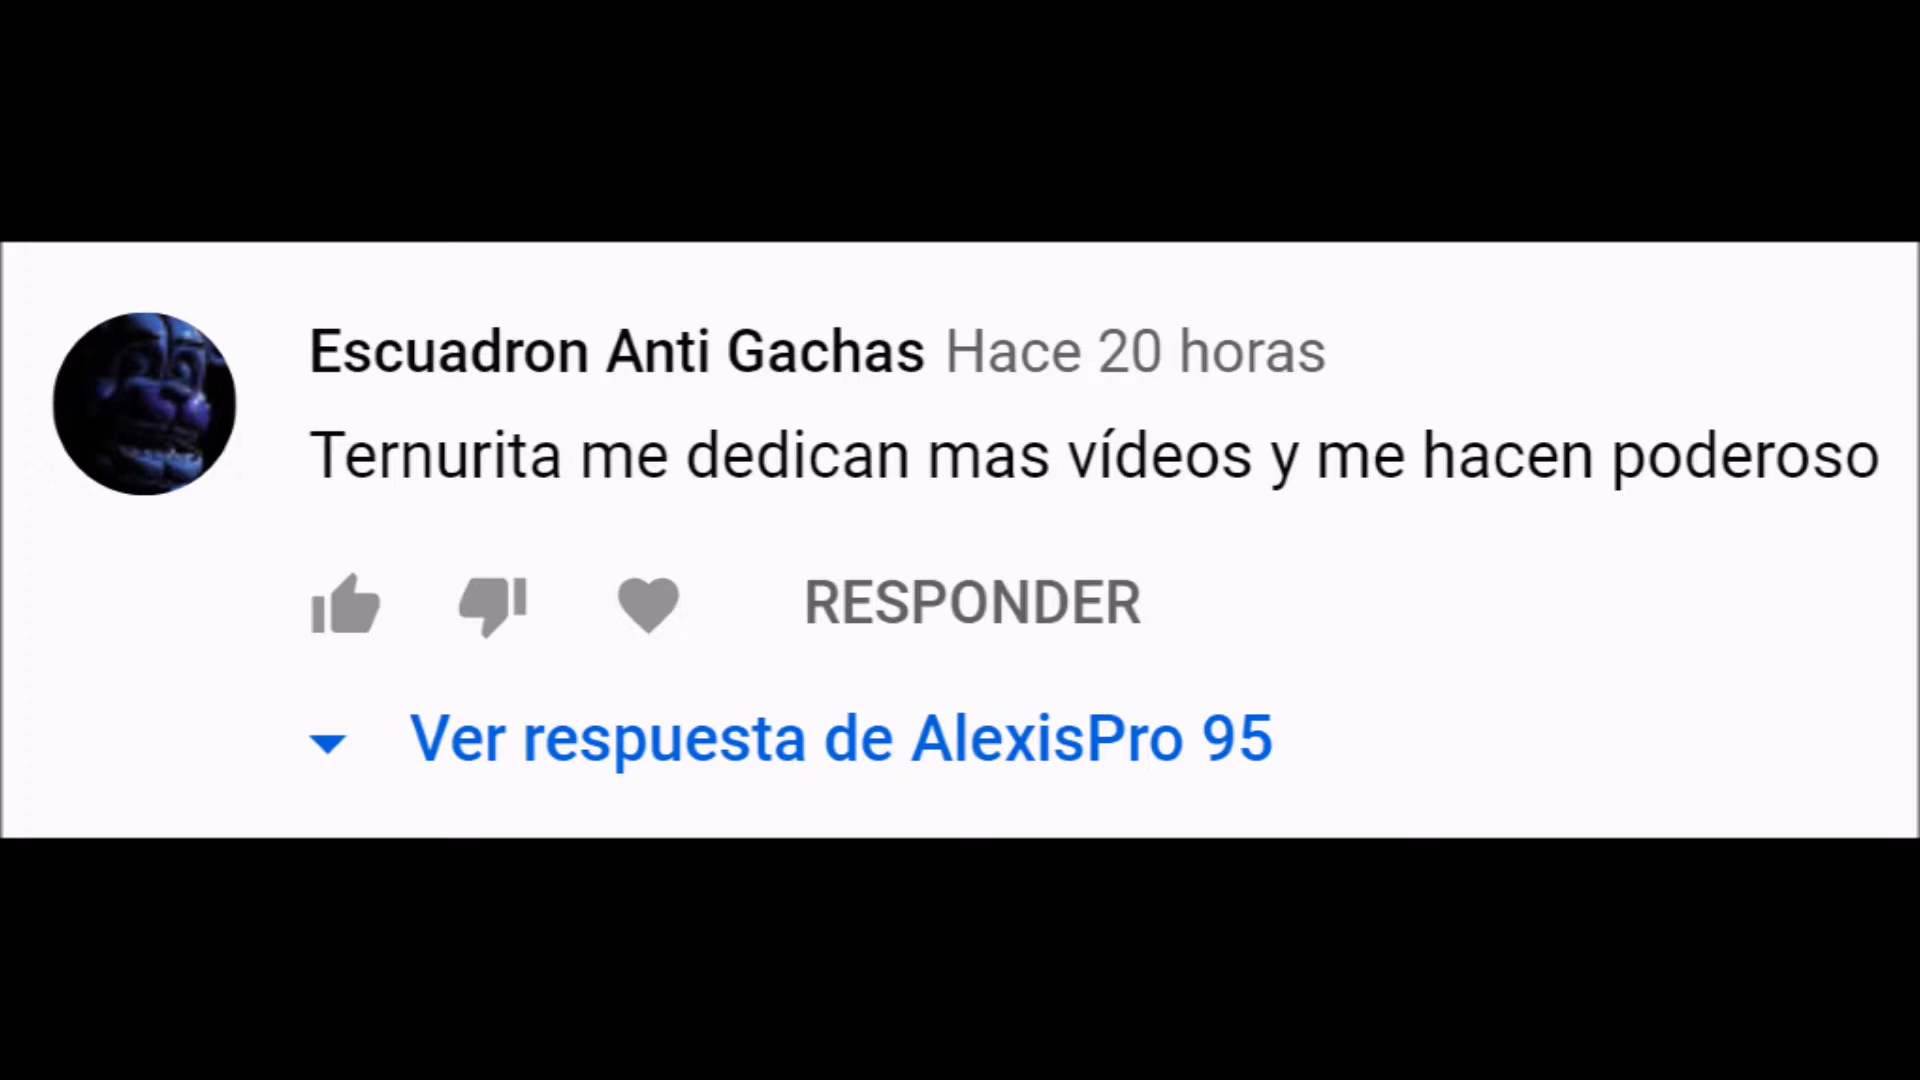 Escuadron Anti Gachas Hace 20 horas
Ternurita me dedican mas vídeos y me hacen poderoso
RESPONDER
Ver respuesta de AlexisPro 95